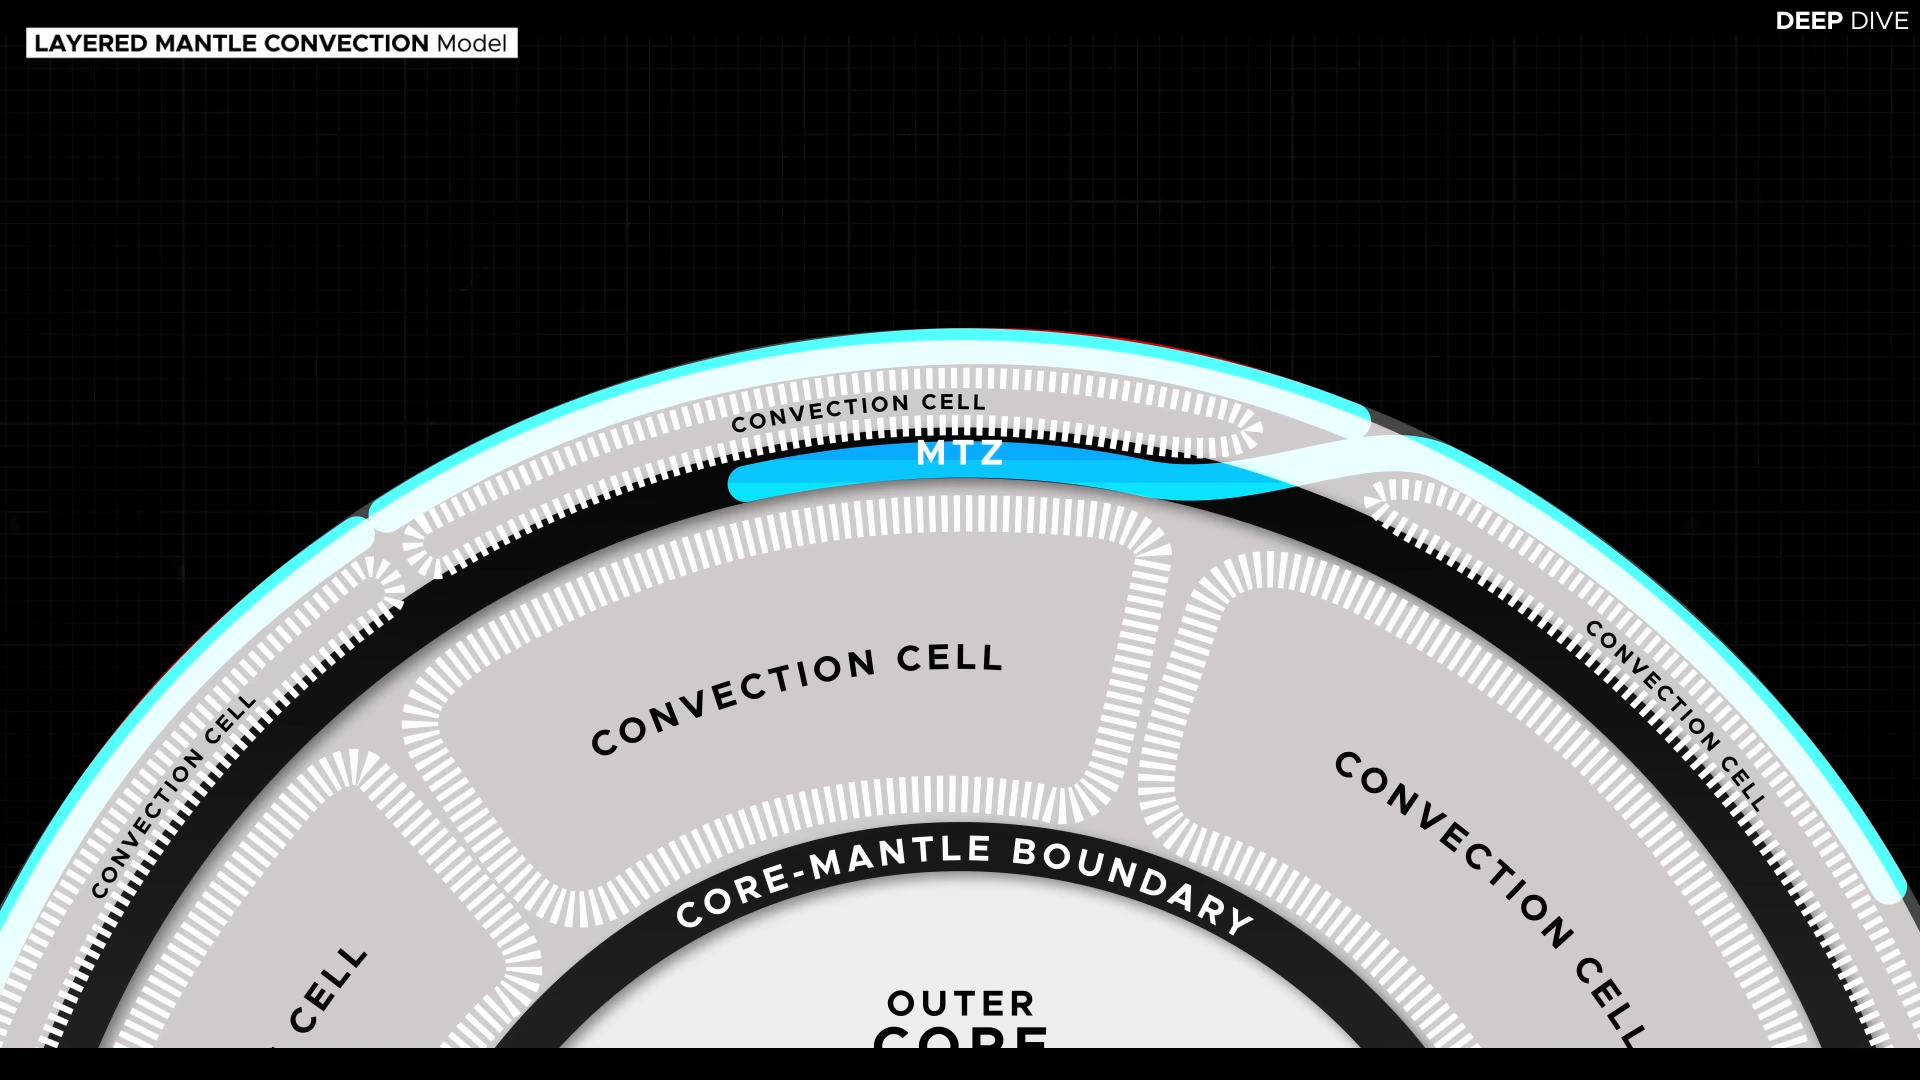 LAYERED MANTLE CONVECTION Model
DEEP DIVE
CONVECTION CELL
MTZ
CONVECTION CELL
CONVECTION CELL
CONVECTION CELL
CONVECTION CELL
CORE-MANTLE BOUNDARY
CELL
OUTER
CORE